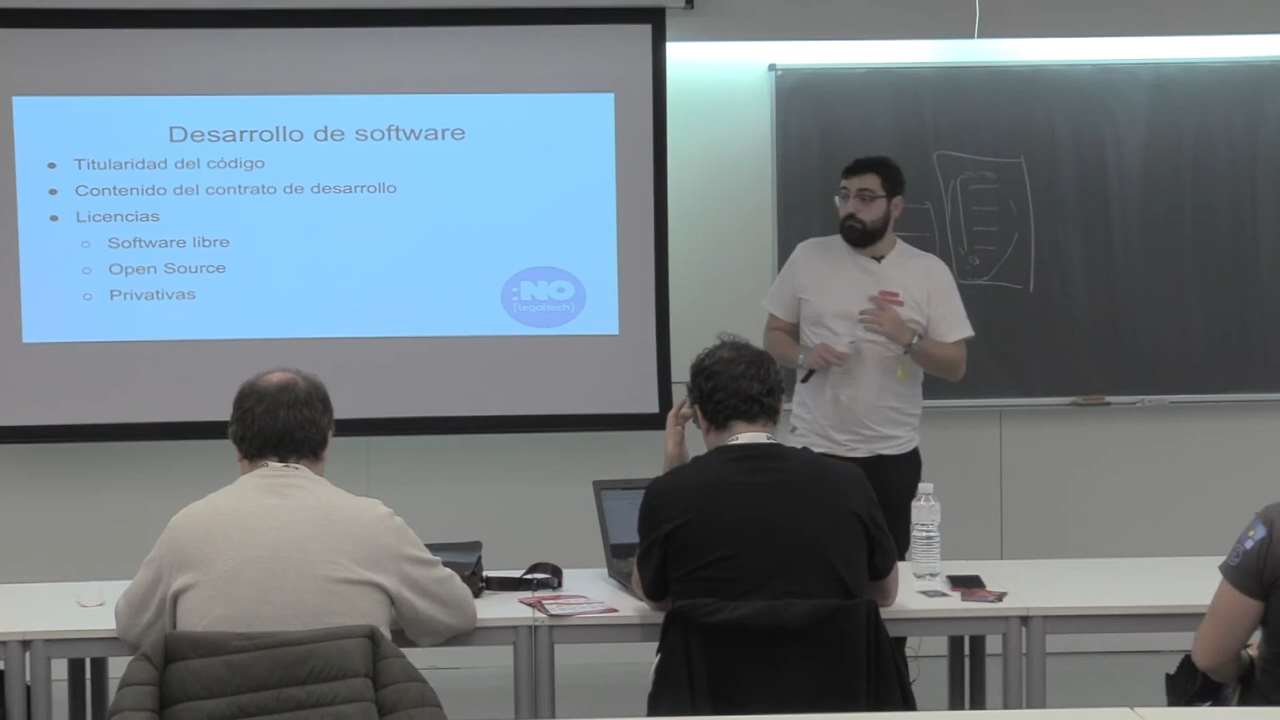 Desarrollo de software
● Titularidad del código
● Contenido del contrato de desarrollo
● Licencias
○ Software libre
○ Open Source
○ Privativas
:NO
{legaltech}